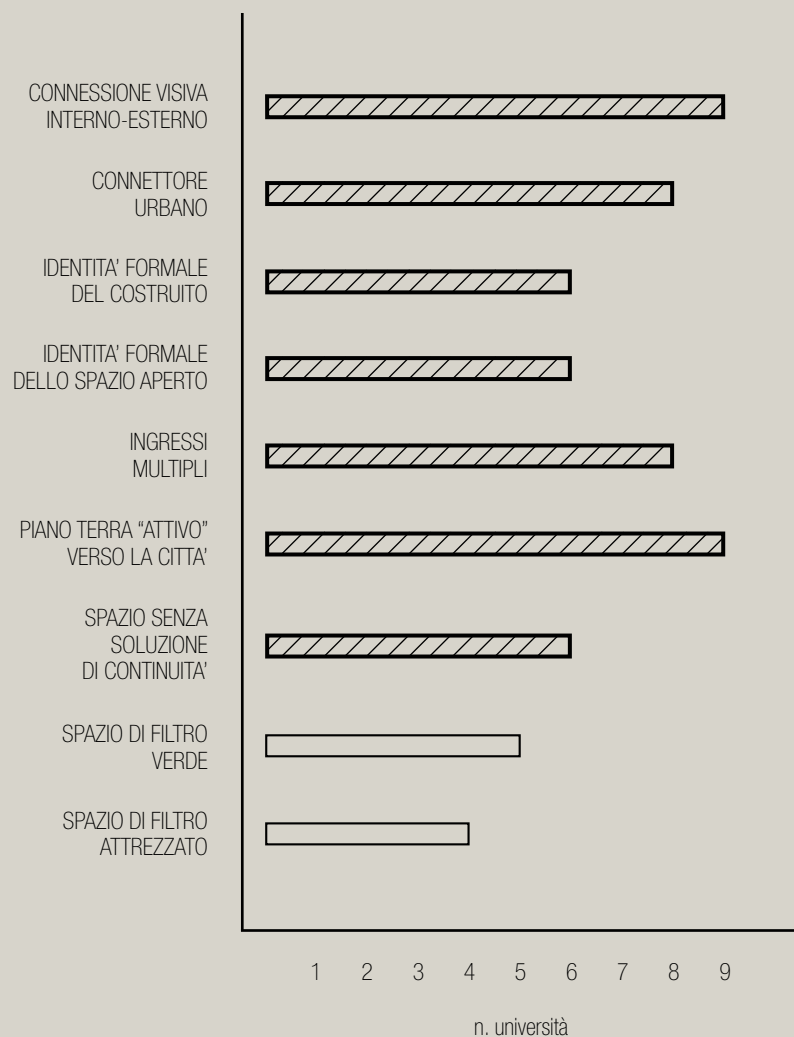 CONNESSIONE VISIVA
INTERNO-ESTERNO
CONNETTORE
URBANO
IDENTITA' FORMALE
DEL COSTRUITO
IDENTITA' FORMALE
DELLO SPAZIO APERTO
INGRESSI
MULTIPLI
PIANO TERRA “ATTIVO”
VERSO LA CITTA'
SPAZIO SENZA
SOLUZIONE
DI CONTINUITA'
SPAZIO DI FILTRO
VERDE
SPAZIO DI FILTRO
ATTREZZATO
1 2 3 4 5 6 7 8 9
n. università